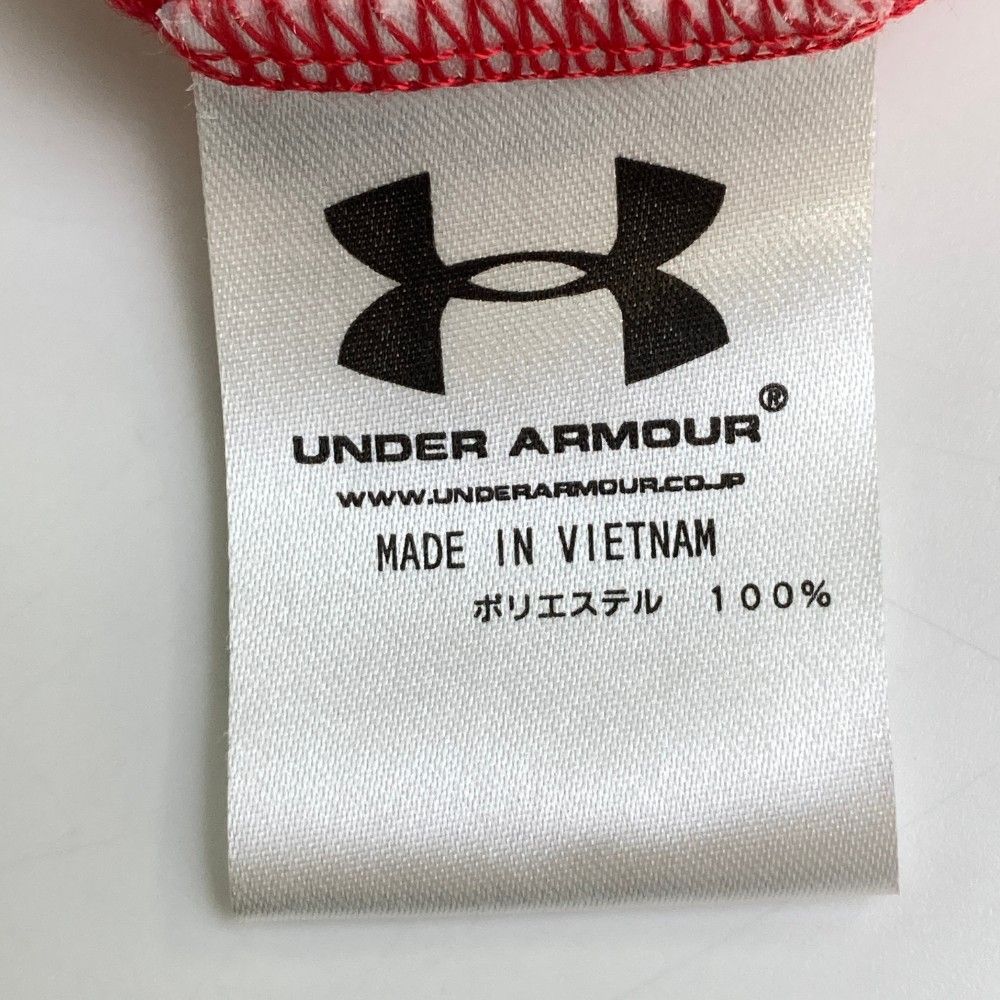 UNDER ARMOUR®
WWW.UNDERARMOUR.CO.JP
MADE IN VIETNAM
ポリエステル　１００％